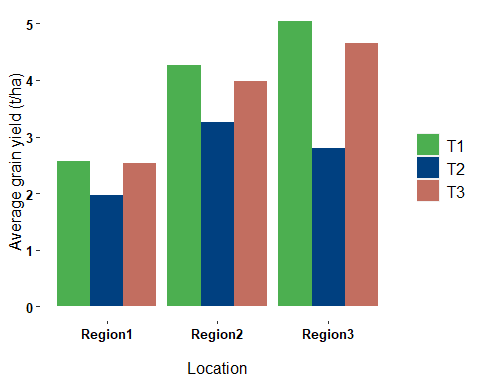 Average grain yield (t/ha)
5
4
3
2
1
0
Region1 Region2 Region3
Location
T1
T2
T3